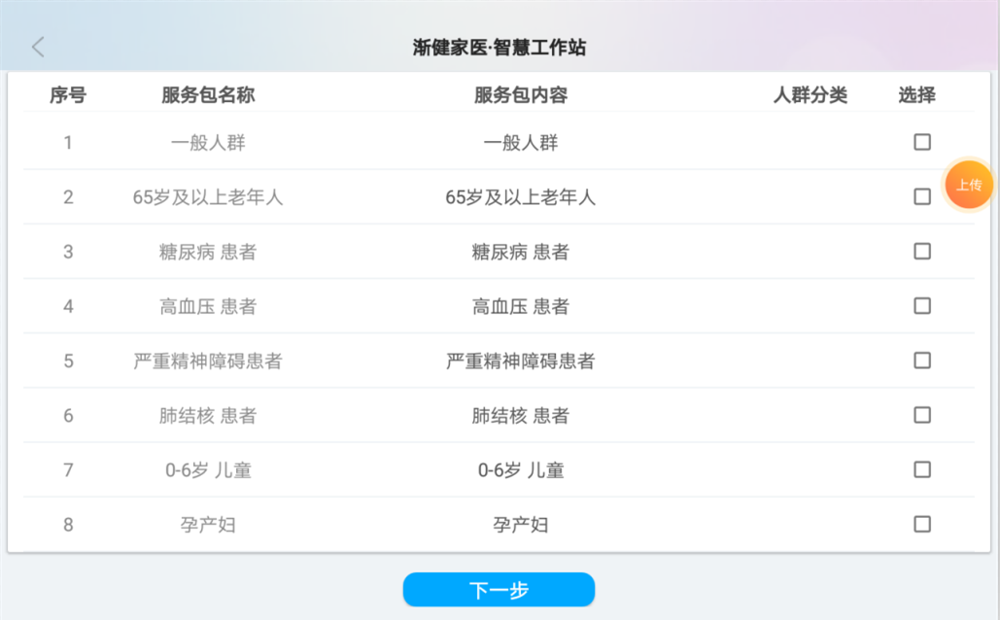 渐健家医·智慧工作站
序号 服务包名称 服务包内容 人群分类 选择
1 一般人群 一般人群
2 65岁及以上老年人 65岁及以上老年人
上传
3 糖尿病 患者 糖尿病 患者
4 高血压 患者 高血压 患者
5 严重精神障碍患者 严重精神障碍患者
6 肺结核 患者 肺结核 患者
7 0-6岁 儿童 0-6岁 儿童
8 孕产妇 孕产妇
下一步